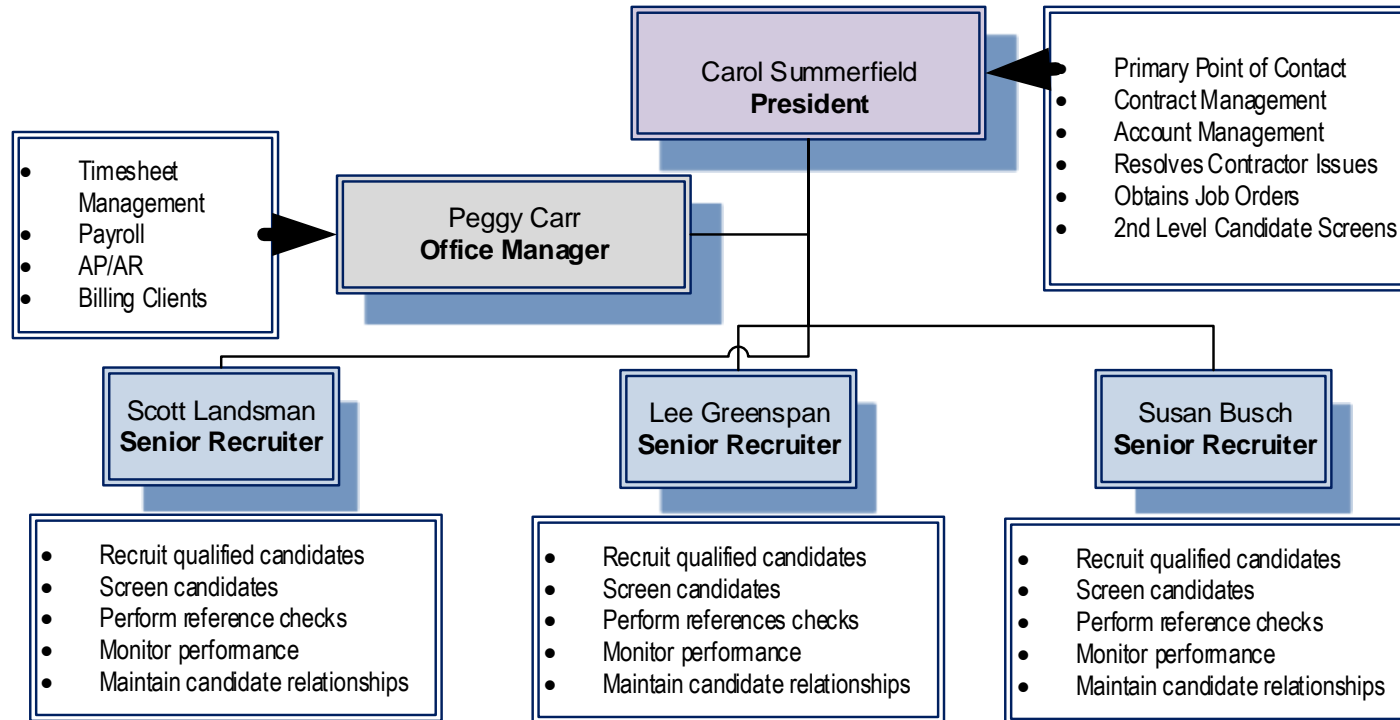 Carol Summerfield
President
• Primary Point of Contact
• Contract Management
• Account Management
• Resolves Contractor Issues
• Obtains Job Orders
• 2nd Level Candidate Screens
• Timesheet
Management
• Payroll
• AP/AR
• Billing Clients
Peggy Carr
Office Manager
Scott Landsman
Senior Recruiter
Lee Greenspan
Senior Recruiter
Susan Busch
Senior Recruiter
• Recruit qualified candidates
• Screen candidates
• Perform reference checks
• Monitor performance
• Maintain candidate relationships
• Recruit qualified candidates
• Screen candidates
• Perform references checks
• Monitor performance
• Maintain candidate relationships
• Recruit qualified candidates
• Screen candidates
• Perform reference checks
• Monitor performance
• Maintain candidate relationships